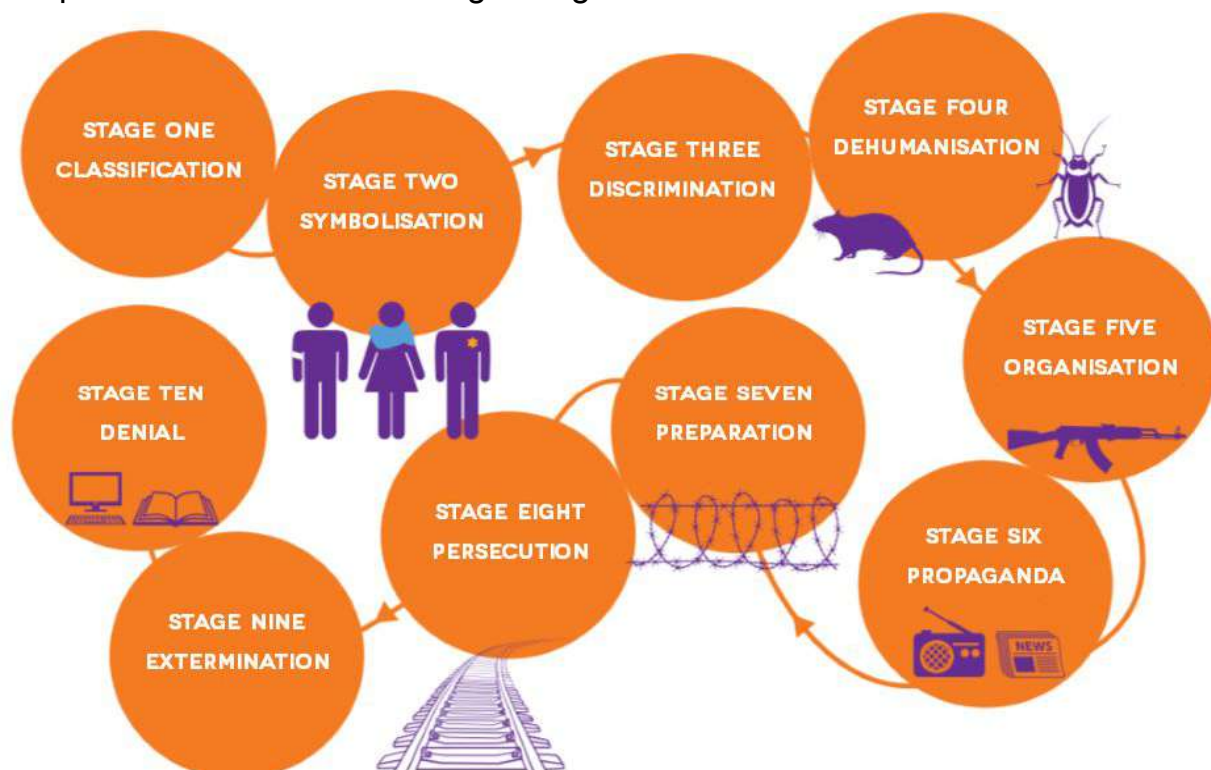 STAGE ONE
CLASSIFICATION
STAGE TWO
SYMBOLISATION
STAGE THREE
DISCRIMINATION
STAGE FOUR
DEHUMANISATION
STAGE FIVE
ORGANISATION
STAGE SIX
PROPAGANDA
NEWS
STAGE SEVEN
PREPARATION
STAGE EIGHT
PERSECUTION
STAGE NINE
EXTERMINATION
STAGE TEN
DENIAL